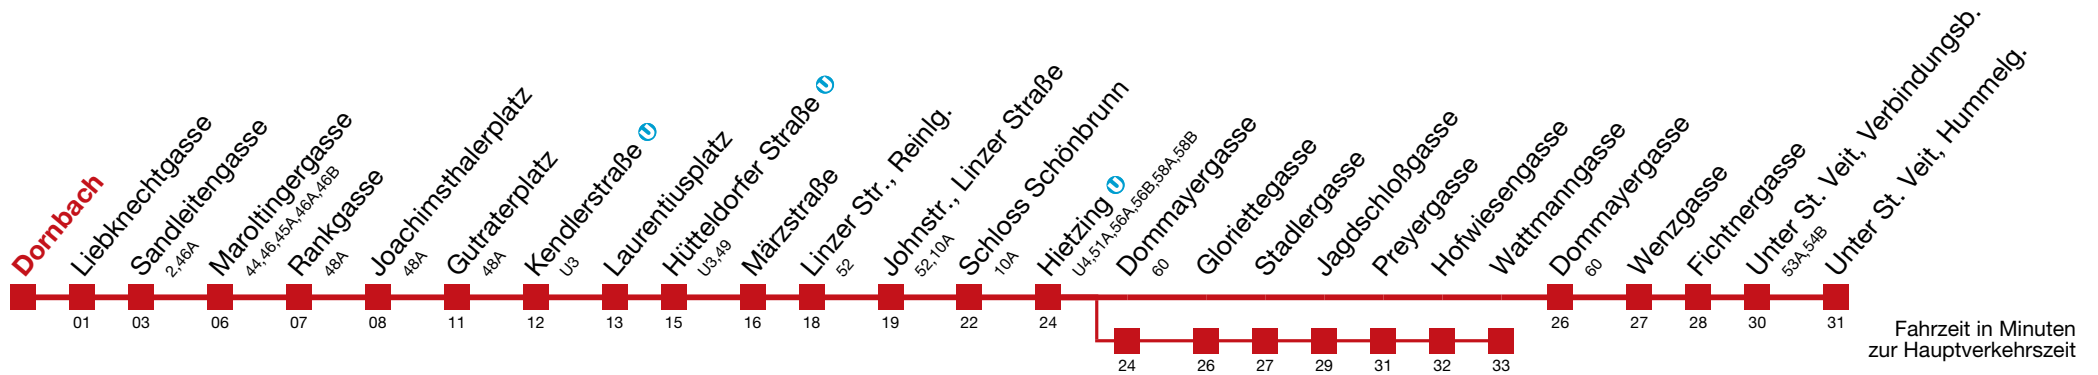 Dornbach
Liebknechtgasse
Sandleitengasse
2,46A
Maroltingergasse
44,46,45A,46A,46B
Rankgasse
48A
Joachimsthalerplatz
48A
Gutraterplatz
48A
Kendlerstraße U
U3
Laurentiusplatz
Hütteldorfer Straße U
U3,49
Märzstraße
Linzer Str., Reinlg.
52
Johnstr., Linzer Straße
52,10A
Schloss Schönbrunn
10A
Hietzing U
U4,51A,56A,56B,58A,58B
Dommayergasse
60
Gloriettegasse
Stadlergasse
Jagdschloßgasse
Preyergasse
Hofwiesengasse
Wattmanngasse
Dommayergasse
60
Wenzgasse
Fichtnergasse
Unter St. Veit, Verbindungsb.
53A,54B
Unter St. Veit, Hummelg.
01 03 06 07 08 11 12 13 15 16 18 19 22 24 26 27 28 30 31
24 26 27 29 31 32 33
Fahrzeit in Minuten
zur Hauptverkehrszeit